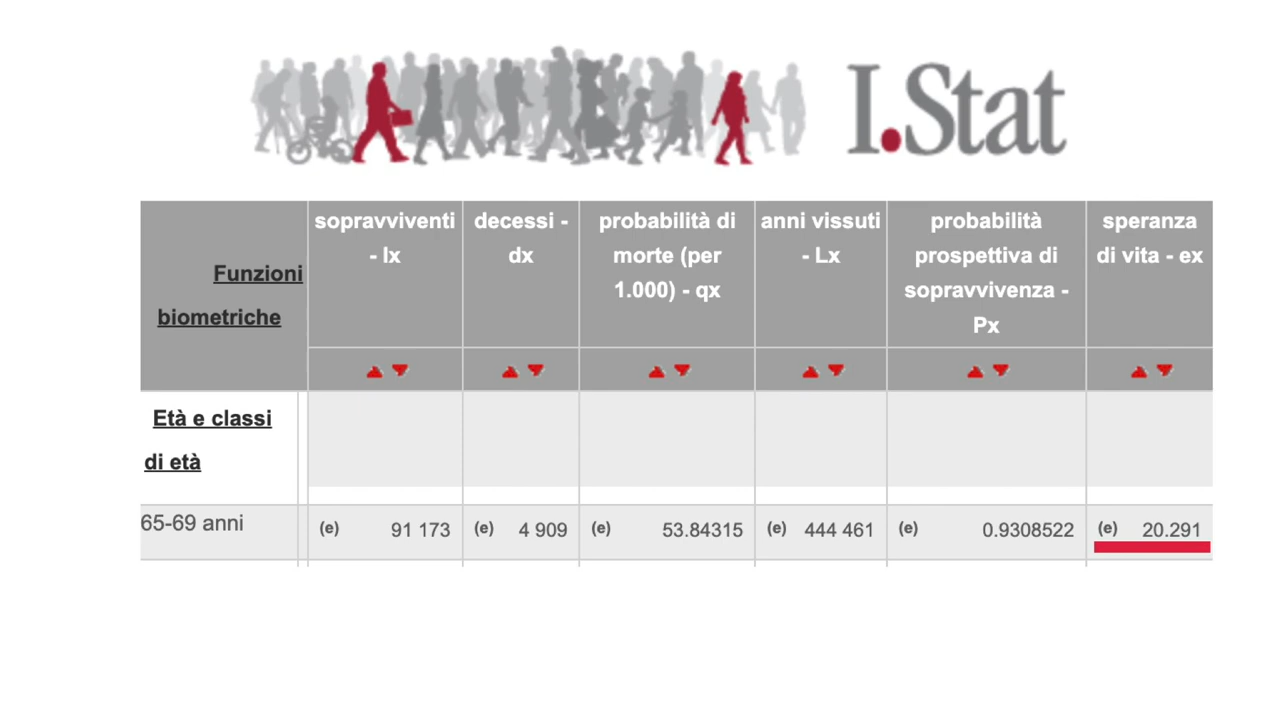 I.Stat
Funzioni
biometriche
sopravviventi
- lx
decessi -
dx
probabilità di
morte (per
1.000) - qx
anni vissuti
- Lx
probabilità
prospettiva di
sopravvivenza -
Px
speranza
di vita - ex
Età e classi
di età
65-69 anni (e) 91 173 (e) 4 909 (e) 53.84315 (e) 444 461 (e) 0.9308522 (e) 20.291